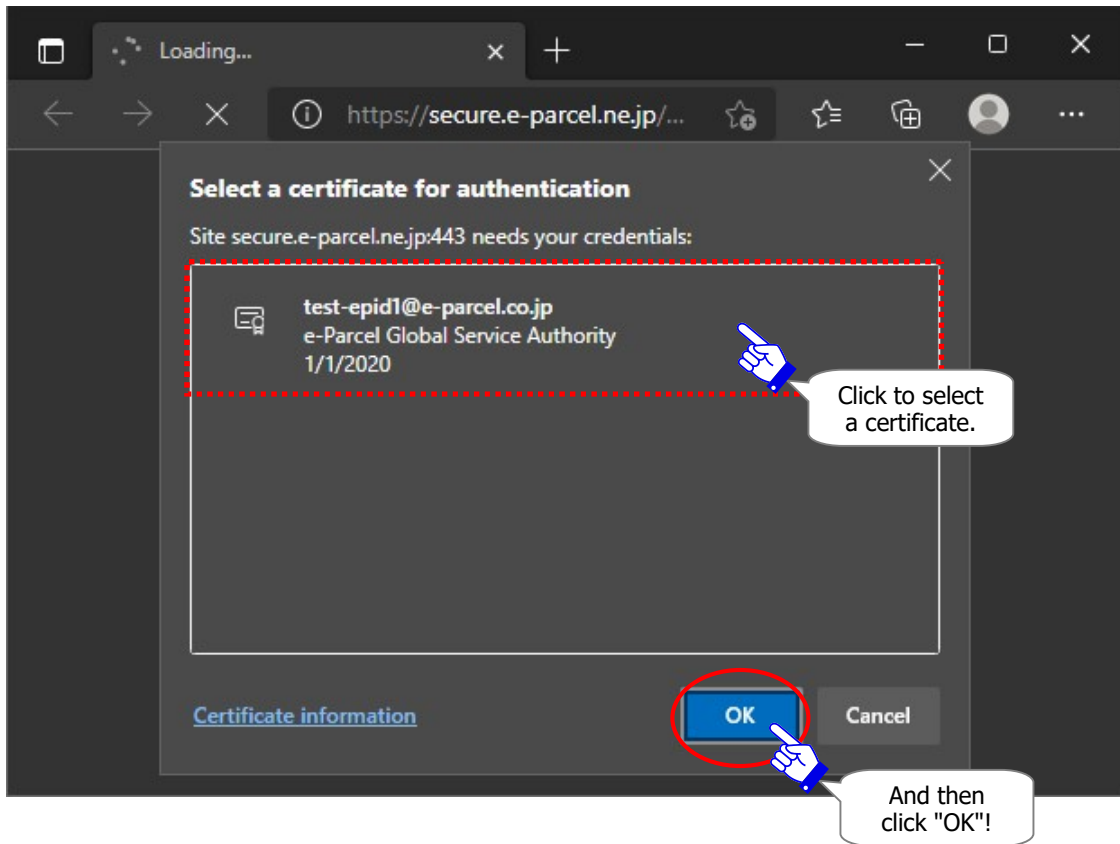 Loading...
https://secure.e-parcel.ne.jp/...
Select a certificate for authentication
Site secure.e-parcel.ne.jp:443 needs your credentials:
test-epid1@e-parcel.co.jp
e-Parcel Global Service Authority
1/1/2020
Click to select
a certificate.
Certificate information
OK
Cancel
And then
click "OK"!